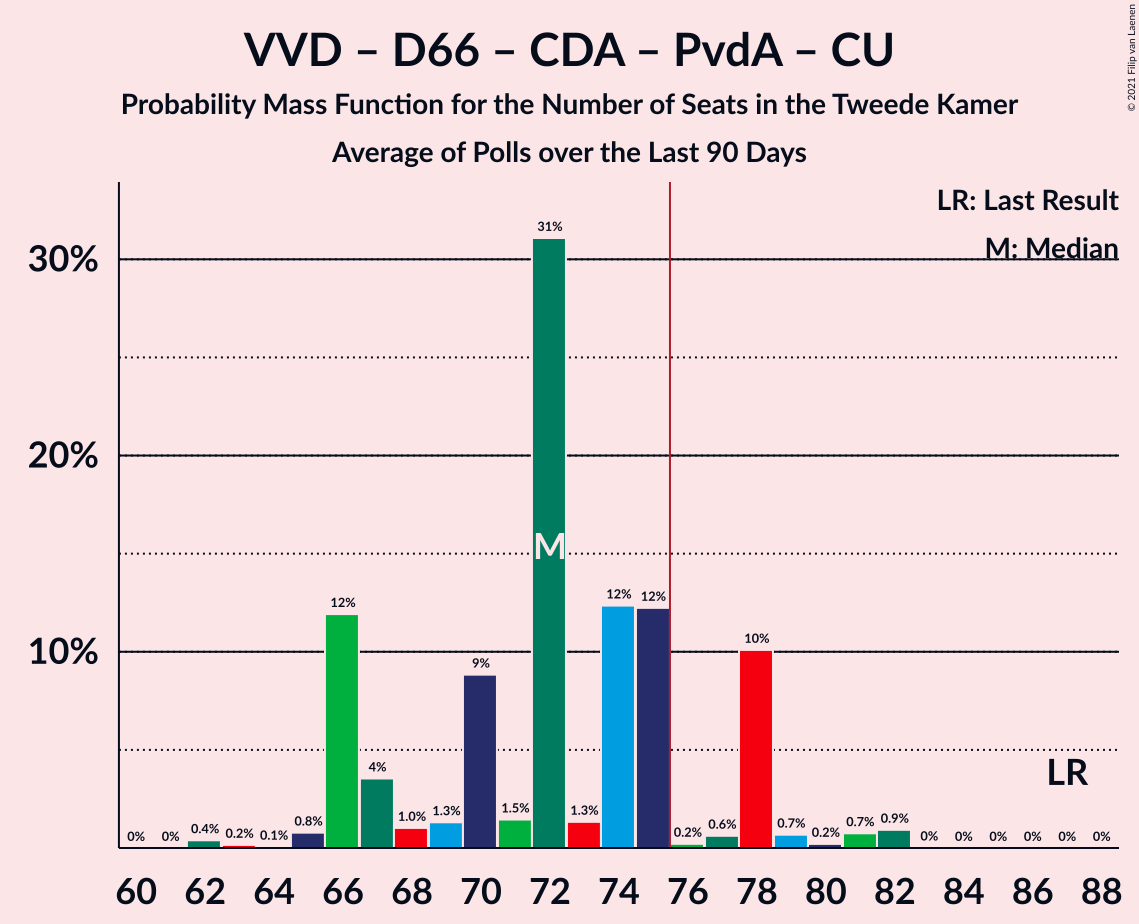 VVD – D66 – CDA – PvdA – CU
Probability Mass Function for the Number of Seats in the Tweede Kamer
Average of Polls over the Last 90 Days
© 2021 Filip van Laenen
LR: Last Result
M: Median
30%
20%
10%
0% 0% 0.4% 0.2% 0.1% 0.8% 12% 4% 1.0% 1.3% 9% 1.5% 31% 1.3% 12% 12% 0.2% 0.6% 10% 0.7% 0.2% 0.7% 0.9% 0% 0% 0% 0% 0% 0%
M
LR
60 62 64 66 68 70 72 74 76 78 80 82 84 86 88